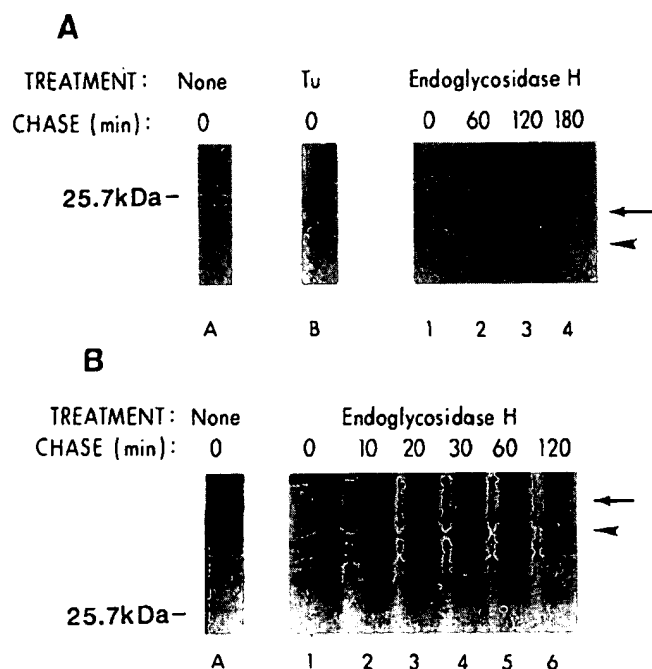 A
TREATMENT: None Tu Endoglycosidase H
CHASE (min): 0 0 0 60 120 180
25.7kDa-
A B 1 2 3 4
B
TREATMENT: None Endoglycosidase H
CHASE (min): 0 0 10 20 30 60 120
25.7kDa-
A 1 2 3 4 5 6